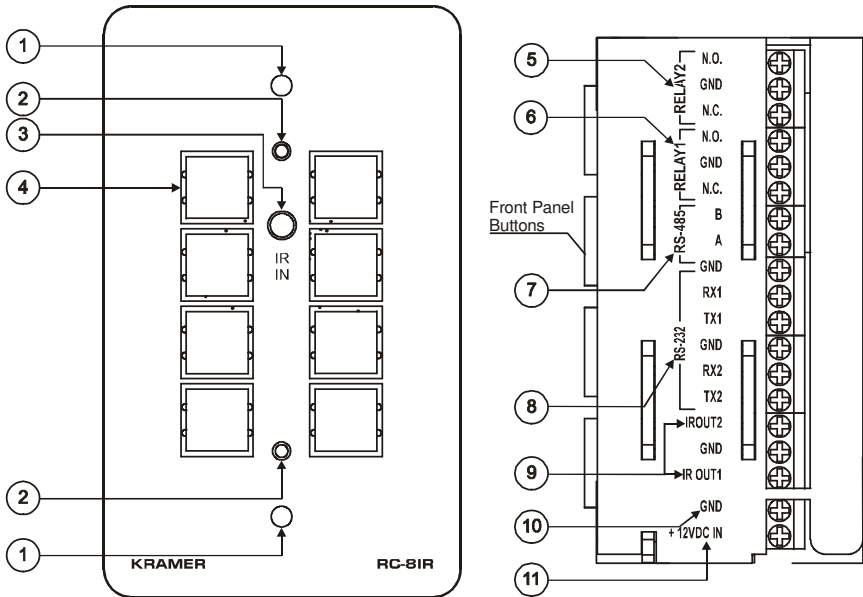 1
2
3
4
IR
IN
2
1
KRAMER
RC-8IR
5
6
Front Panel
Buttons
7
8
9
10
11
RELAY2
N.O.
GND
N.C.
RELAY1
N.O.
GND
N.C.
RS-485
B
A
GND
RS-232
RX1
TX1
GND
RX2
TX2
IROUT2
GND
IR OUT1
GND
+ 12VDC IN